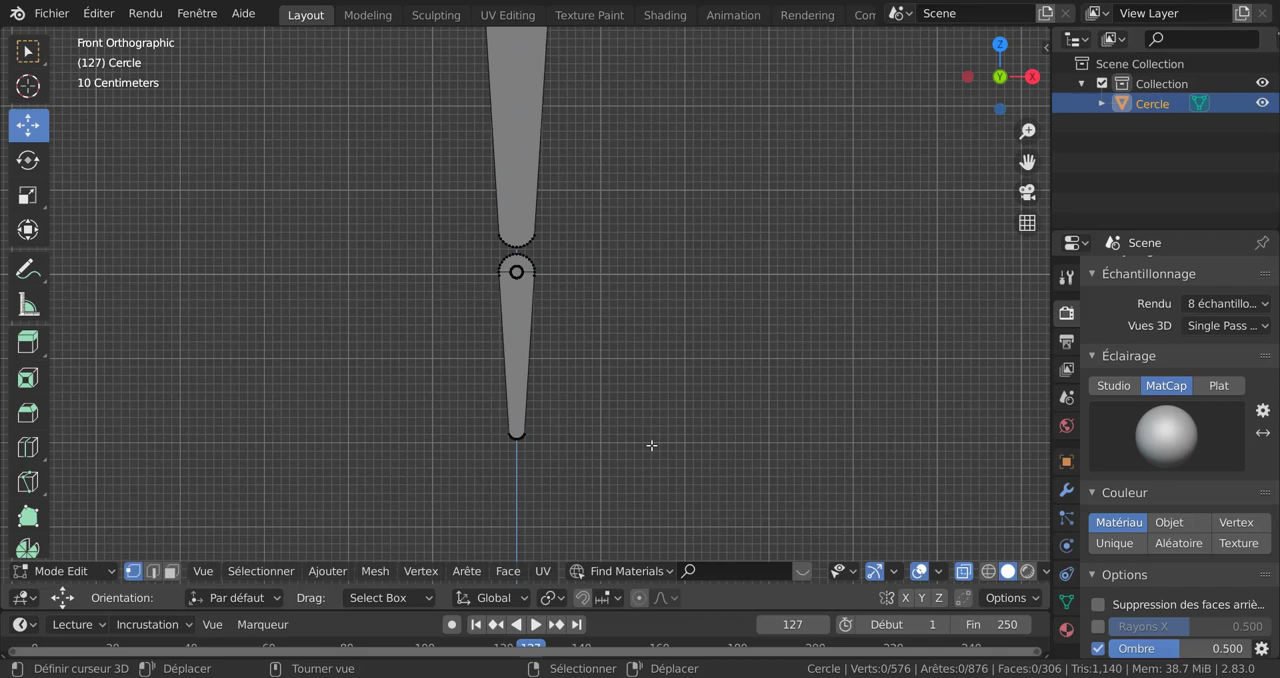 Fichier Éditer Rendu Fenêtre Aide Layout Modeling Sculpting UV Editing Texture Paint Shading Animation Rendering Com Scene View Layer
Front Orthographic
(127) Cercle
10 Centimeters
Z
Y
X
Scene Collection
Collection
Cercle
Scene
Échantillonnage
Rendu 8 échantillo...
Vues 3D Single Pass ...
Éclairage
Studio MatCap Plat
Couleur
Matériau Objet Vertex
Unique Aléatoire Texture
Options
Suppression des faces arriè...
Rayons X 0.500
Ombre 0.500
Mode Edit Vue Sélectionner Ajouter Mesh Vertex Arête Face UV Find Materials
Orientation: Par défaut Drag: Select Box Global X Y Z Options
Lecture Incrustation Vue Marqueur 127 Début 1 Fin 250
127
Définir curseur 3D Déplacer Tourner vue Sélectionner Déplacer Cercle | Verts:0/576 | Arêtes:0/876 | Faces:0/306 | Tris:1,140 | Mem: 38.7 MiB | 2.83.0